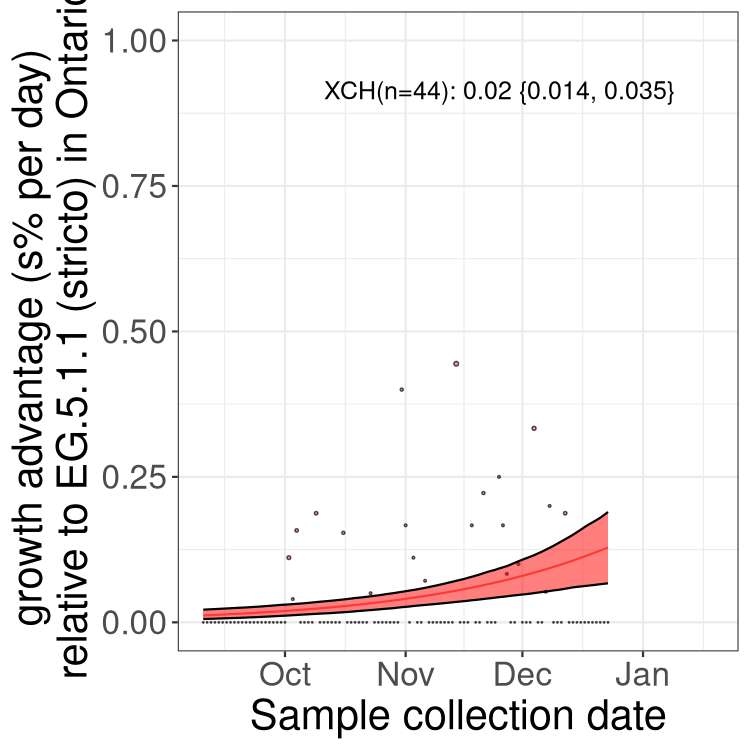 growth advantage (s% per day)
relative to EG.5.1.1 (stricto) in Ontario
1.00
0.75
0.50
0.25
0.00
XCH(n=44): 0.02 {0.014, 0.035}
Oct Nov Dec Jan
Sample collection date